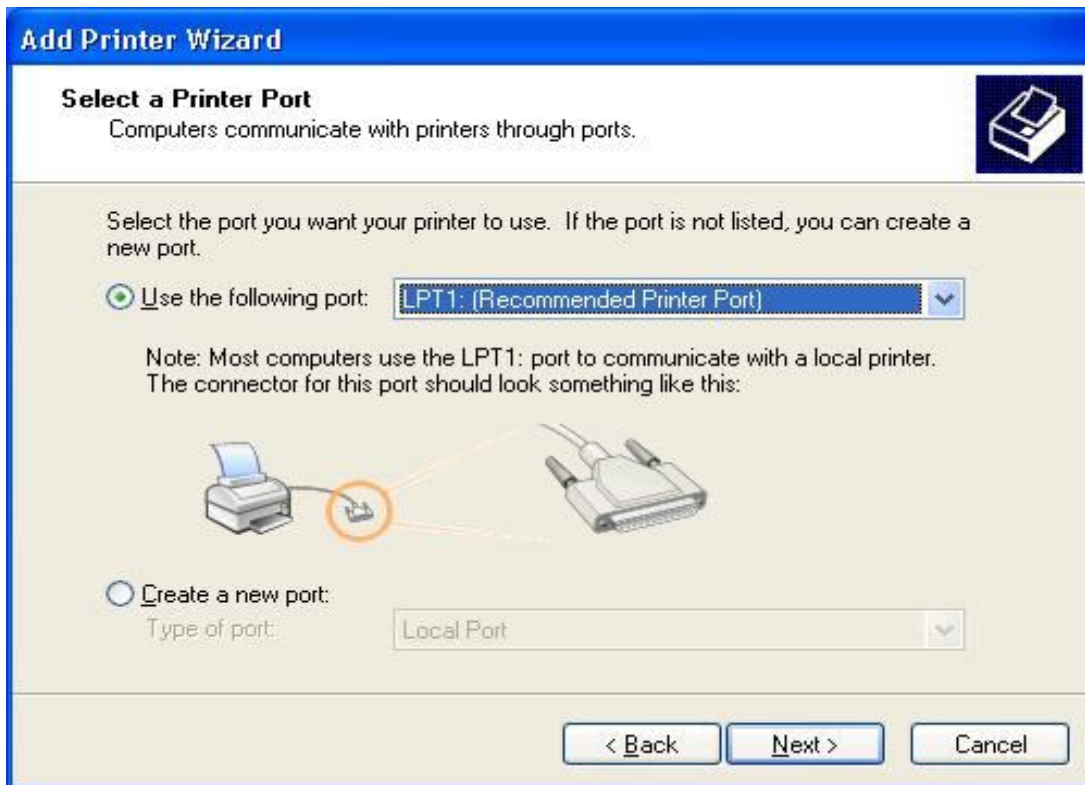 Add Printer Wizard
Select a Printer Port
Computers communicate with printers through ports.
Select the port you want your printer to use. If the port is not listed, you can create a
new port.
Use the following port: LPT1: (Recommended Printer Port)
Note: Most computers use the LPT1: port to communicate with a local printer.
The connector for this port should look something like this:
Create a new port:
Type of port: Local Port
< Back Next > Cancel